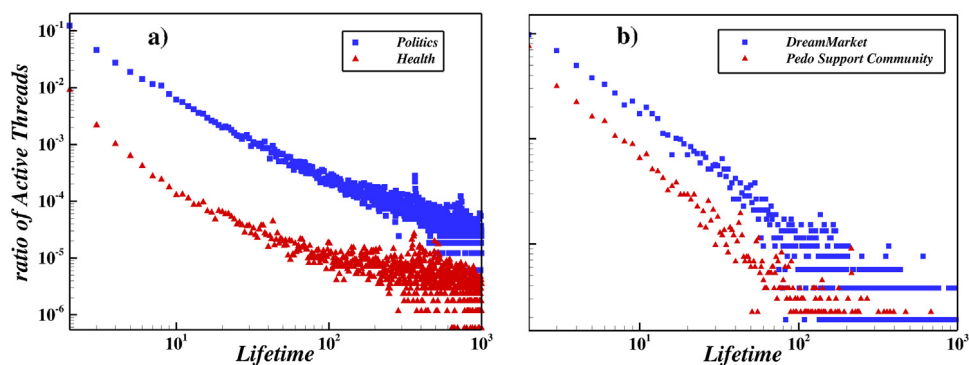 a)
Politics
Health
10^-1
10^-2
10^-3
10^-4
10^-5
10^-6
ratio of Active Threads
10^1
10^2
10^3
Lifetime
b)
DreamMarket
Pedo Support Community
10^1
10^2
10^3
Lifetime